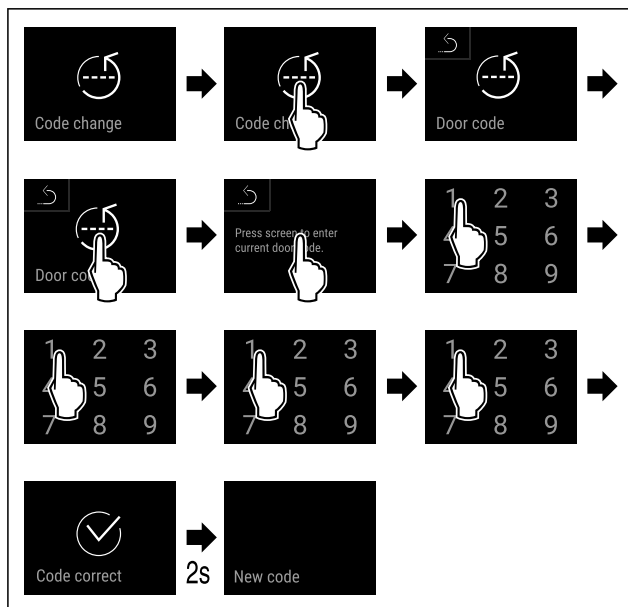 Code change
Code ch
Door code
Door co
Press screen to enter
current door code.
1 2 3
5 6
7 8 9
1 2 3
5 6
7 8 9
1 2 3
5 6
7 8 9
1 2 3
5 6
7 8 9
Code correct
2s
New code